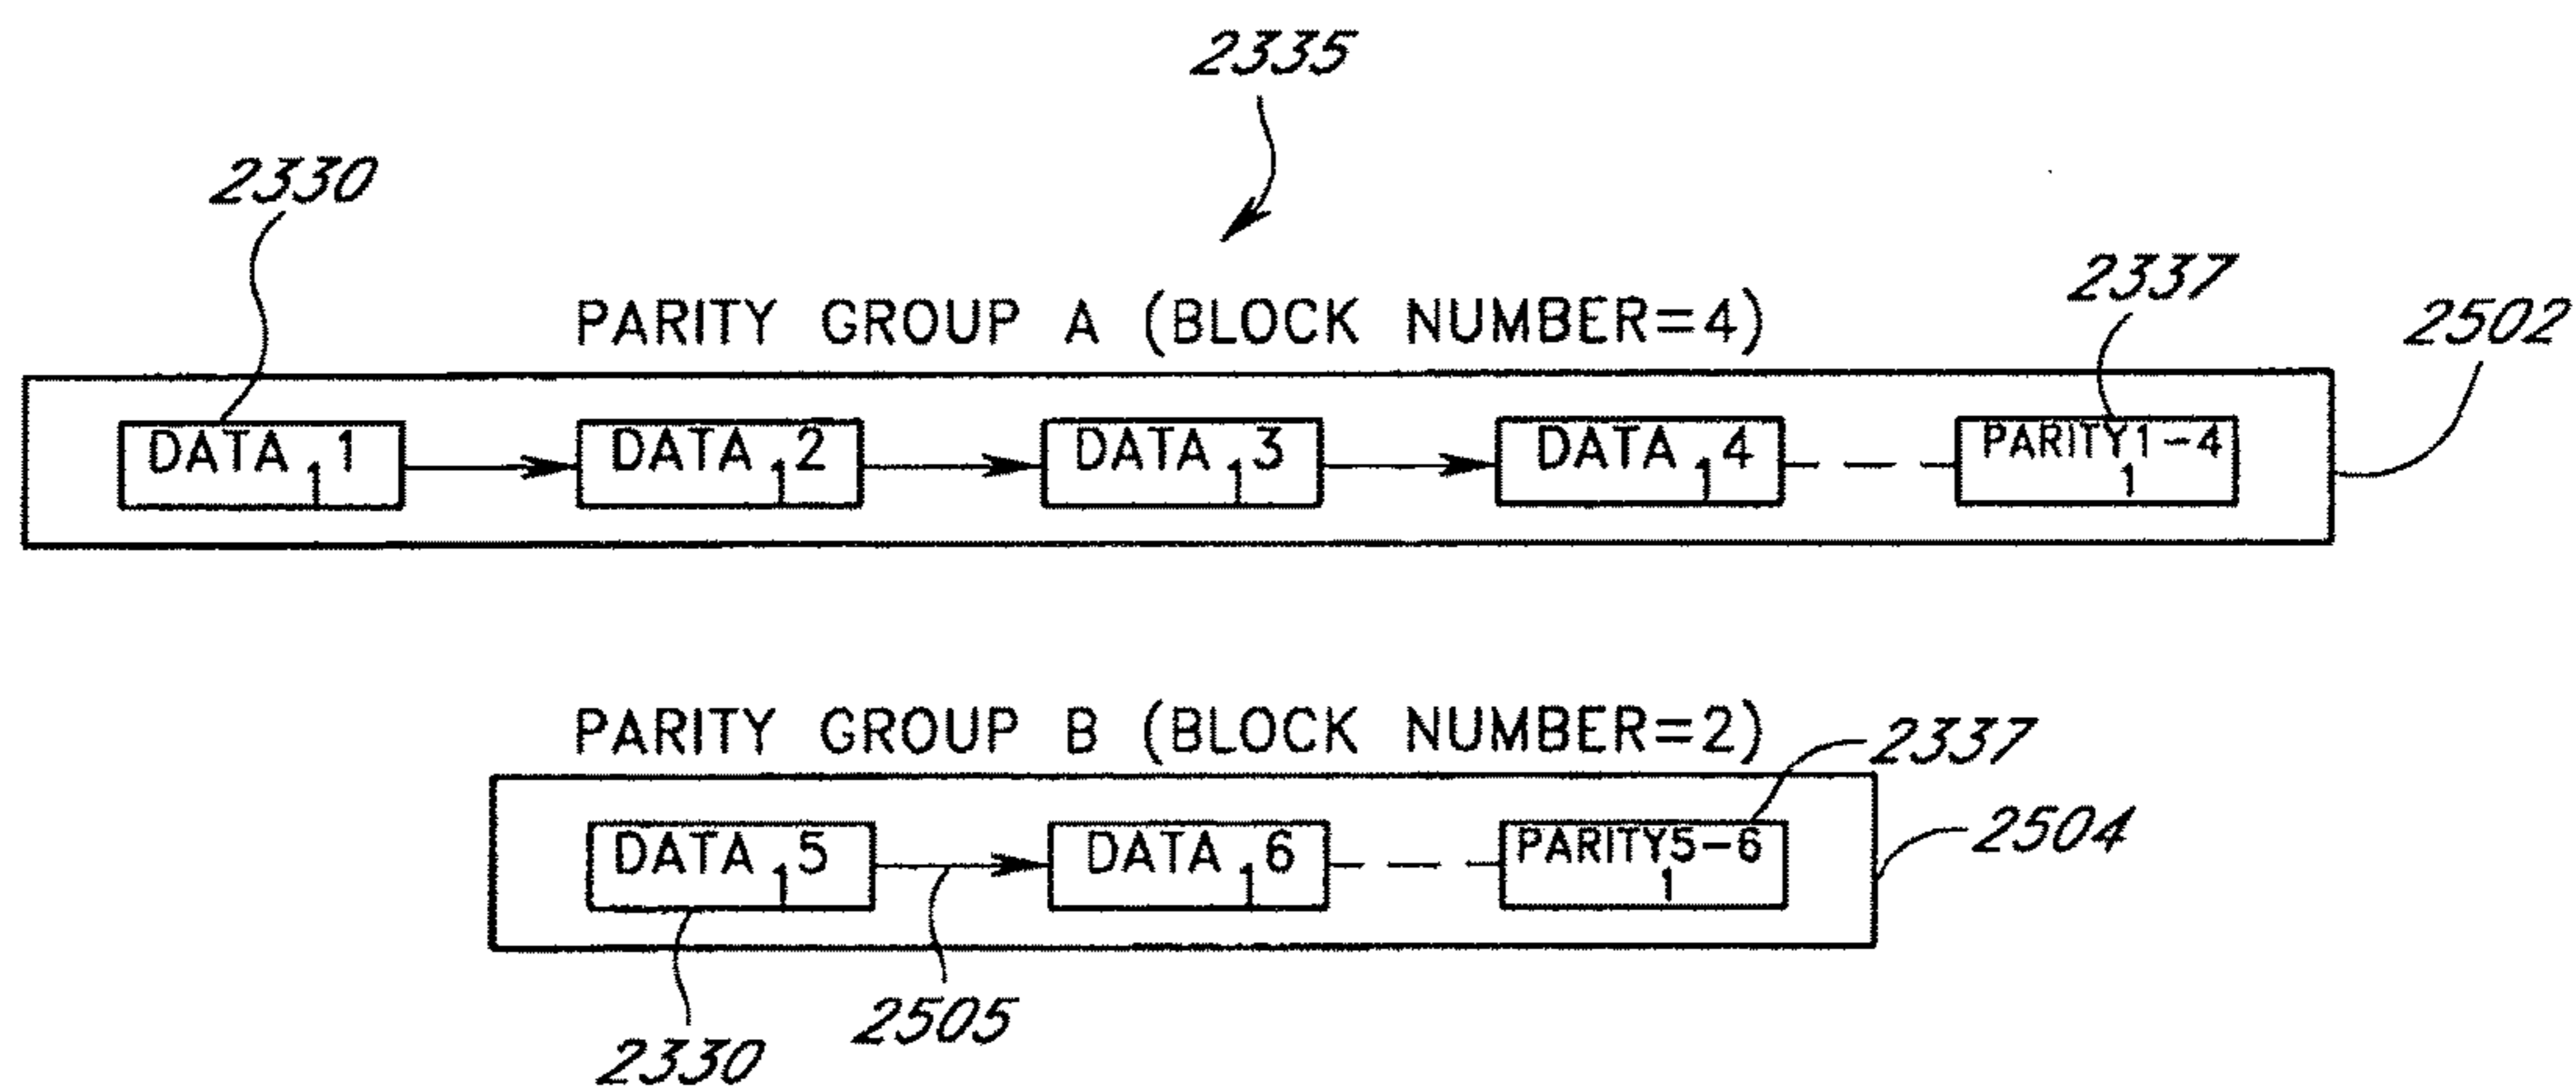 2335
2330
2337
2502
PARITY GROUP A (BLOCK NUMBER=4)
DATA 1 1
DATA 1 2
DATA 1 3
DATA 1 4
PARITY1-4
1
PARITY GROUP B (BLOCK NUMBER=2)
2337
2504
DATA 1 5
DATA 1 6
PARITY5-6
1
2505
2330